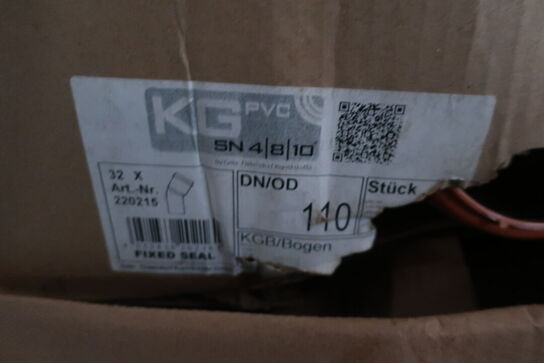 KG PVC
SN 4|8|10
32 X
Art.-Nr.
220215
FIXED SEAL
DN/OD
110
KGB/Bogen
Stück